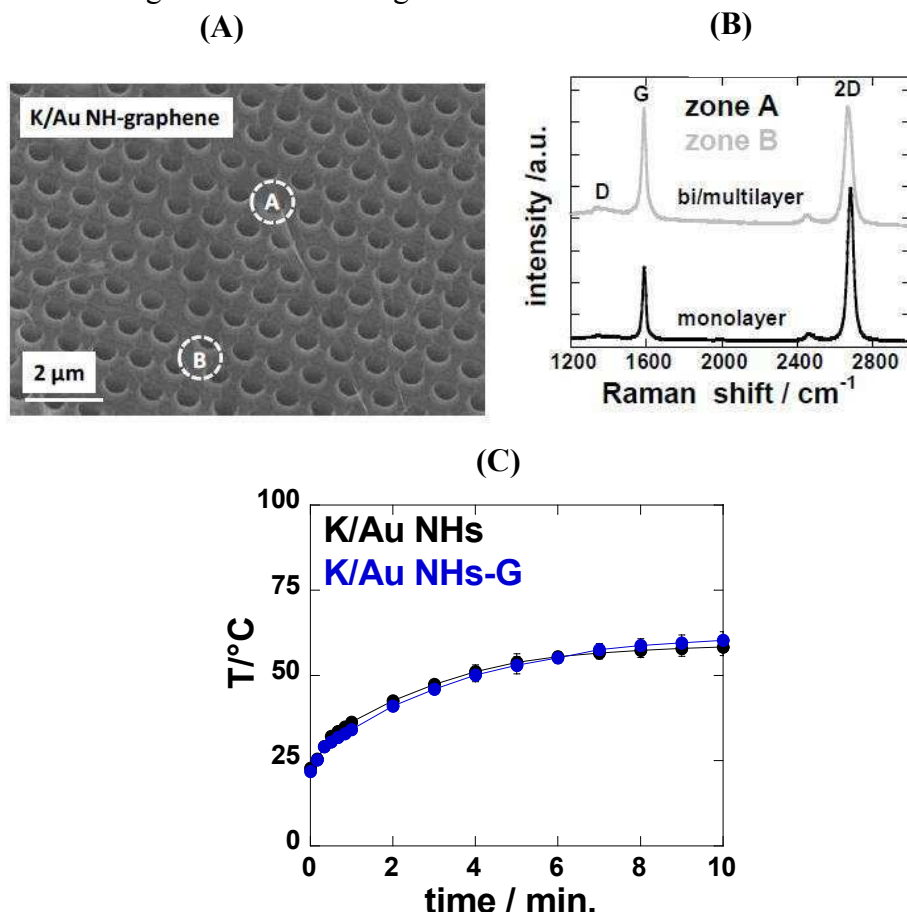 (A)
(B)
K/Au NH-graphene
A
B
2 µm
G
2D
zone A
zone B
D
bi/multilayer
monolayer
intensity /a.u.
1200 1600 2000 2400 2800
Raman shift / cm-1
(C)
K/Au NHs
K/Au NHs-G
100
75
50
25
0
T/°C
0 2 4 6 8 10
time / min.